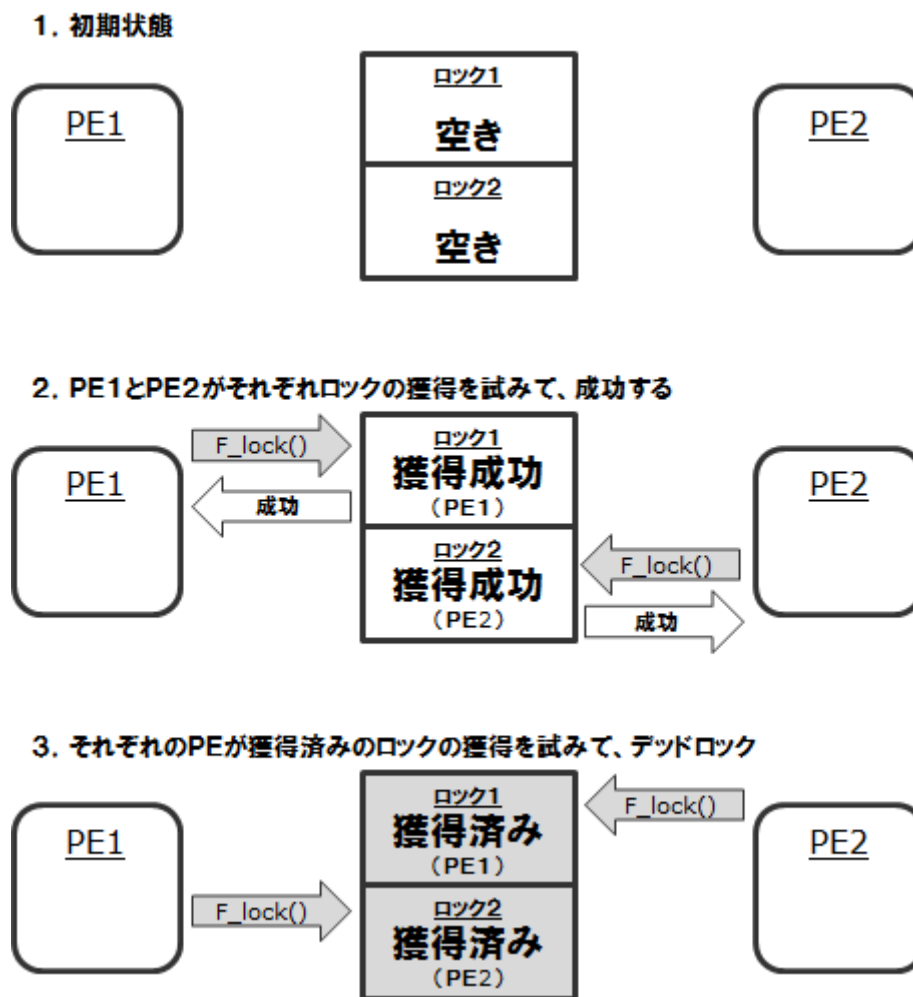 1. 初期状態
PE1
ロック1
空き
ロック2
空き
PE2
2. PE1とPE2がそれぞれロックの獲得を試みて、成功する
PE1
F_lock()
成功
ロック1
獲得成功
(PE1)
ロック2
獲得成功
(PE2)
F_lock()
成功
PE2
3. それぞれのPEが獲得済みのロックの獲得を試みて、デッドロック
PE1
F_lock()
ロック1
獲得済み
(PE1)
ロック2
獲得済み
(PE2)
F_lock()
PE2